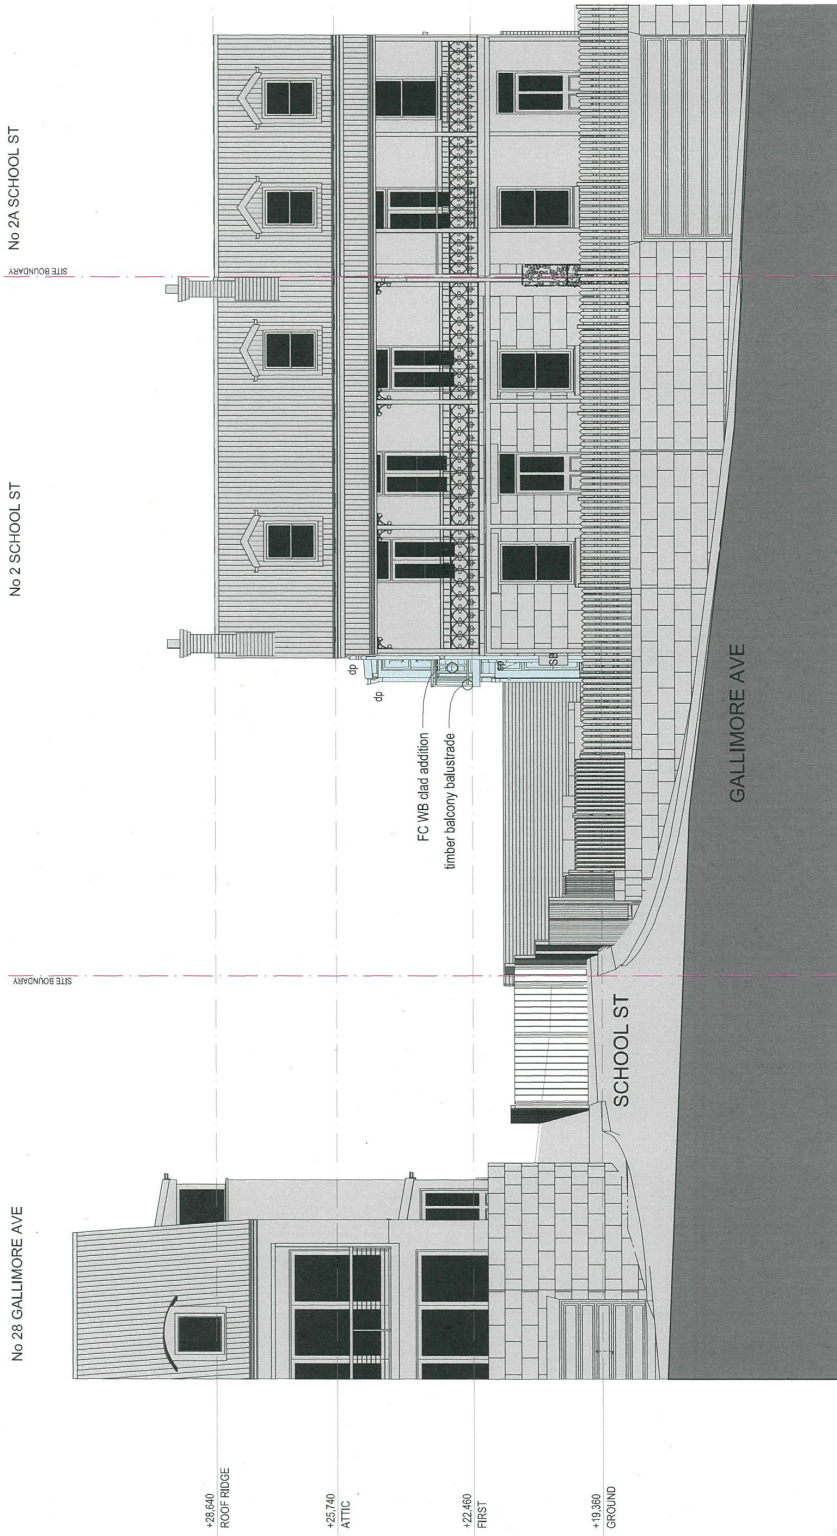 No 28 GALLIMORE AVE
No 2 SCHOOL ST
No 2A SCHOOL ST
SITE BOUNDARY
SITE BOUNDARY
+28,640
ROOF RIDGE
+25,740
ATTIC
+22,460
FIRST
+19,360
GROUND
dp
dp
FC WB clad addition
timber balcony balustrade
dp
SB
SCHOOL ST
GALLIMORE AVE